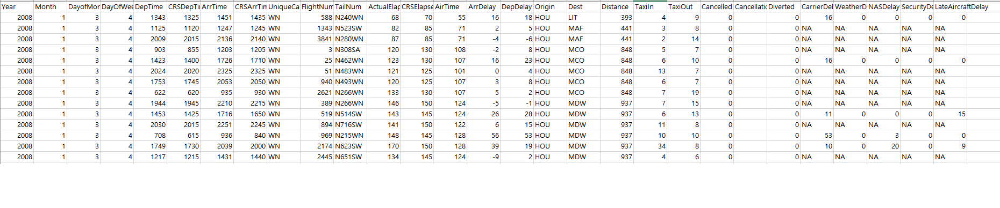 Year Month DayofMor DayOfWee DepTime CRSDepTi ArrTime CRSArrTim UniqueCa FlightNum TailNum ActualElap CRSElapse AirTime ArrDelay DepDelay Origin Dest Distance TaxiIn TaxiOut Cancelled Cancellatic Diverted CarrierDel WeatherD NASDelay SecurityDe LateAircraftDelay
2008 1 3 4 1343 1325 1451 1435 WN 588 N240WN 68 70 55 16 18 HOU LIT 393 4 9 0 0 16 0 0 0 0
2008 1 3 4 1125 1120 1247 1245 WN 1343 N523SW 82 85 71 2 5 HOU MAF 441 3 8 0 0 NA NA NA NA NA
2008 1 3 4 2009 2015 2136 2140 WN 3841 N280WN 87 85 71 -4 -6 HOU MAF 441 2 14 0 0 NA NA NA NA NA
2008 1 3 4 903 855 1203 1205 WN 3 N308SA 120 130 108 -2 8 HOU MCO 848 5 7 0 0 NA NA NA NA NA
2008 1 3 4 1423 1400 1726 1710 WN 25 N462WN 123 130 107 16 23 HOU MCO 848 6 10 0 0 16 0 0 0 0
2008 1 3 4 2024 2020 2325 2325 WN 51 N483WN 121 125 101 0 4 HOU MCO 848 13 7 0 0 NA NA NA NA NA
2008 1 3 4 1753 1745 2053 2050 WN 940 N493WN 120 125 107 3 8 HOU MCO 848 6 7 0 0 NA NA NA NA NA
2008 1 3 4 622 620 935 930 WN 2621 N266WN 133 130 107 5 2 HOU MCO 848 7 19 0 0 NA NA NA NA NA
2008 1 3 4 1944 1945 2210 2215 WN 389 N266WN 146 150 124 -5 -1 HOU MDW 937 7 15 0 0 NA NA NA NA NA
2008 1 3 4 1453 1425 1716 1650 WN 519 N514SW 143 145 124 26 28 HOU MDW 937 6 13 0 0 11 0 0 0 15
2008 1 3 4 2030 2015 2251 2245 WN 894 N716SW 141 150 122 6 15 HOU MDW 937 11 8 0 0 NA NA NA NA NA
2008 1 3 4 708 615 936 840 WN 969 N215WN 148 145 128 56 53 HOU MDW 937 10 10 0 0 53 0 3 0 0
2008 1 3 4 1749 1730 2039 2000 WN 2174 N623SW 170 150 128 39 19 HOU MDW 937 34 8 0 0 10 0 20 0 9
2008 1 3 4 1217 1215 1431 1440 WN 2445 N651SW 134 145 124 -9 2 HOU MDW 937 4 6 0 0 NA NA NA NA NA